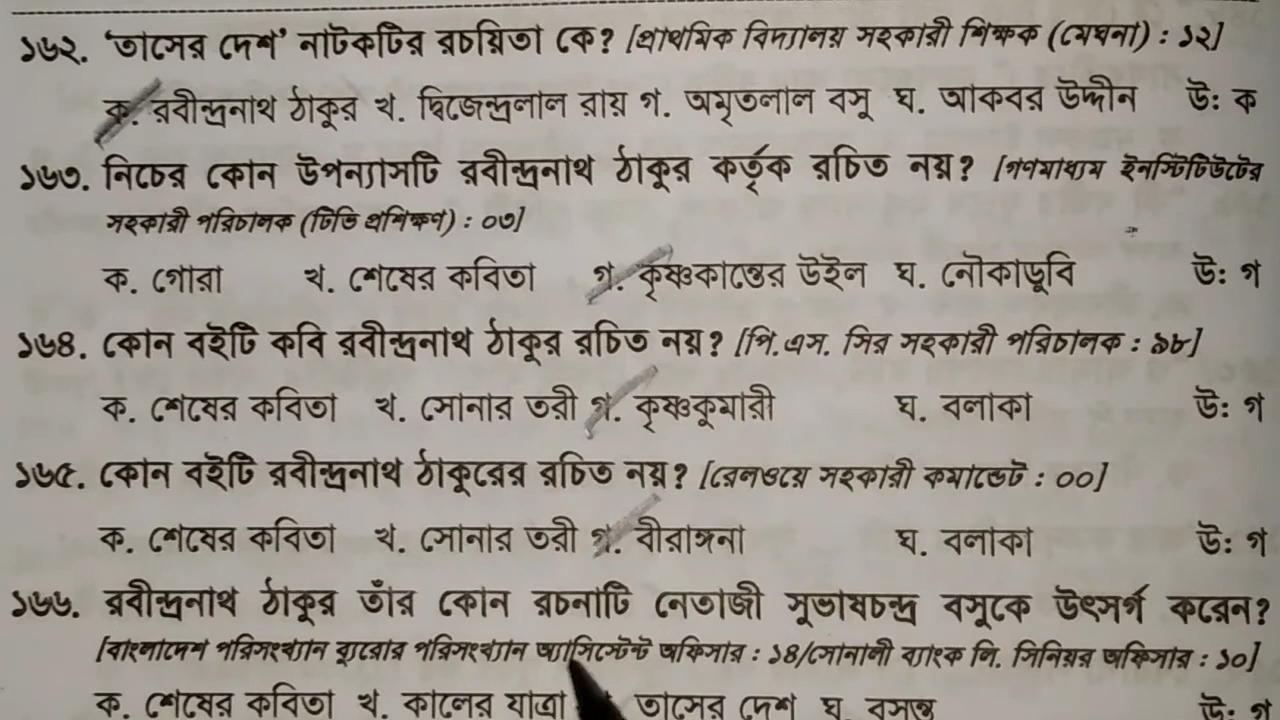 ১৬২. 'তাসের দেশ' নাটকটির রচয়িতা কে? [প্রাথমিক বিদ্যালয় সহকারী শিক্ষক (মেঘনা) : ১২]
ক. রবীন্দ্রনাথ ঠাকুর খ. দ্বিজেন্দ্রলাল রায় গ. অমৃতলাল বসু ঘ. আকবর উদ্দীন উ: ক
১৬৩. নিচের কোন উপন্যাসটি রবীন্দ্রনাথ ঠাকুর কর্তৃক রচিত নয়? [গণমাধ্যম ইনস্টিটিউটের
সহকারী পরিচালক (টিভি প্রশিক্ষণ) : ০৩]
ক. গোরা খ. শেষের কবিতা গ. কৃষ্ণকান্তের উইল ঘ. নৌকাডুবি উ: গ
১৬৪. কোন বইটি কবি রবীন্দ্রনাথ ঠাকুর রচিত নয়? [পি.এস. সির সহকারী পরিচালক : ৯৮]
ক. শেষের কবিতা খ. সোনার তরী গ. কৃষ্ণকুমারী ঘ. বলাকা উ: গ
১৬৫. কোন বইটি রবীন্দ্রনাথ ঠাকুরের রচিত নয়? [রেলওয়ে সহকারী কমান্ডেট : ০০]
ক. শেষের কবিতা খ. সোনার তরী গ. বীরাঙ্গনা ঘ. বলাকা উ: গ
১৬৬. রবীন্দ্রনাথ ঠাকুর তাঁর কোন রচনাটি নেতাজী সুভাষচন্দ্র বসুকে উৎসর্গ করেন?
[বাংলাদেশ পরিসংখ্যান ব্যুরোর পরিসংখ্যান অ্যাসিস্টেন্ট অফিসার : ১৪/সোনালী ব্যাংক লি. সিনিয়র অফিসার : ১০]
ক. শেষের কবিতা খ. কালের যাত্রা তাসের দেশ ঘ. বসন্ত উ: গ